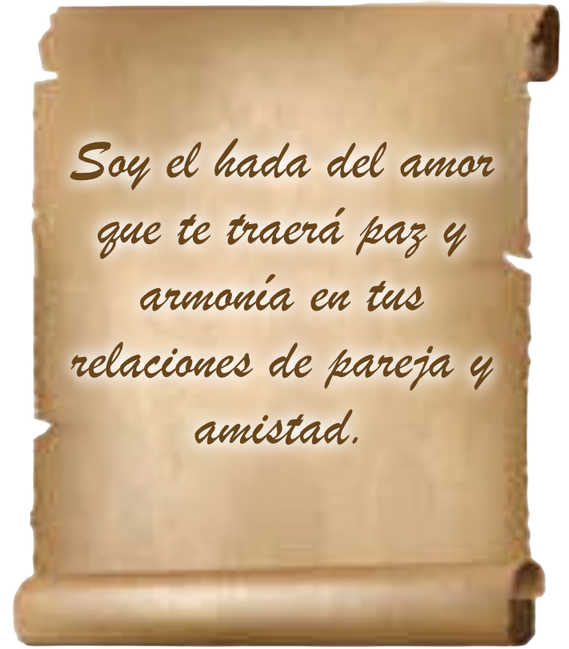 Soy el hada del amor
que te traerá paz y
armonía en tus
relaciones de pareja y
amistad.